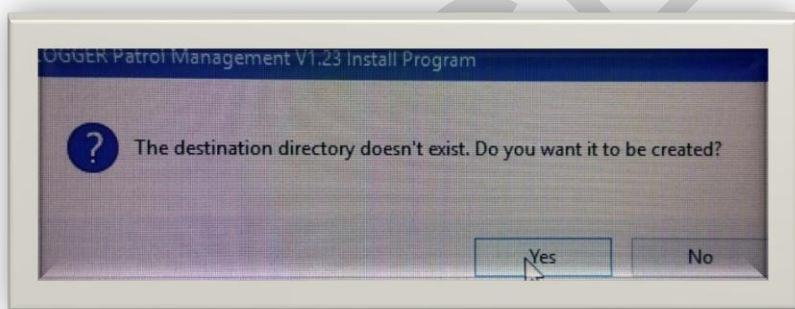 OGGER Patrol Management V1.23 Install Program
The destination directory doesn't exist. Do you want it to be created?
Yes
No